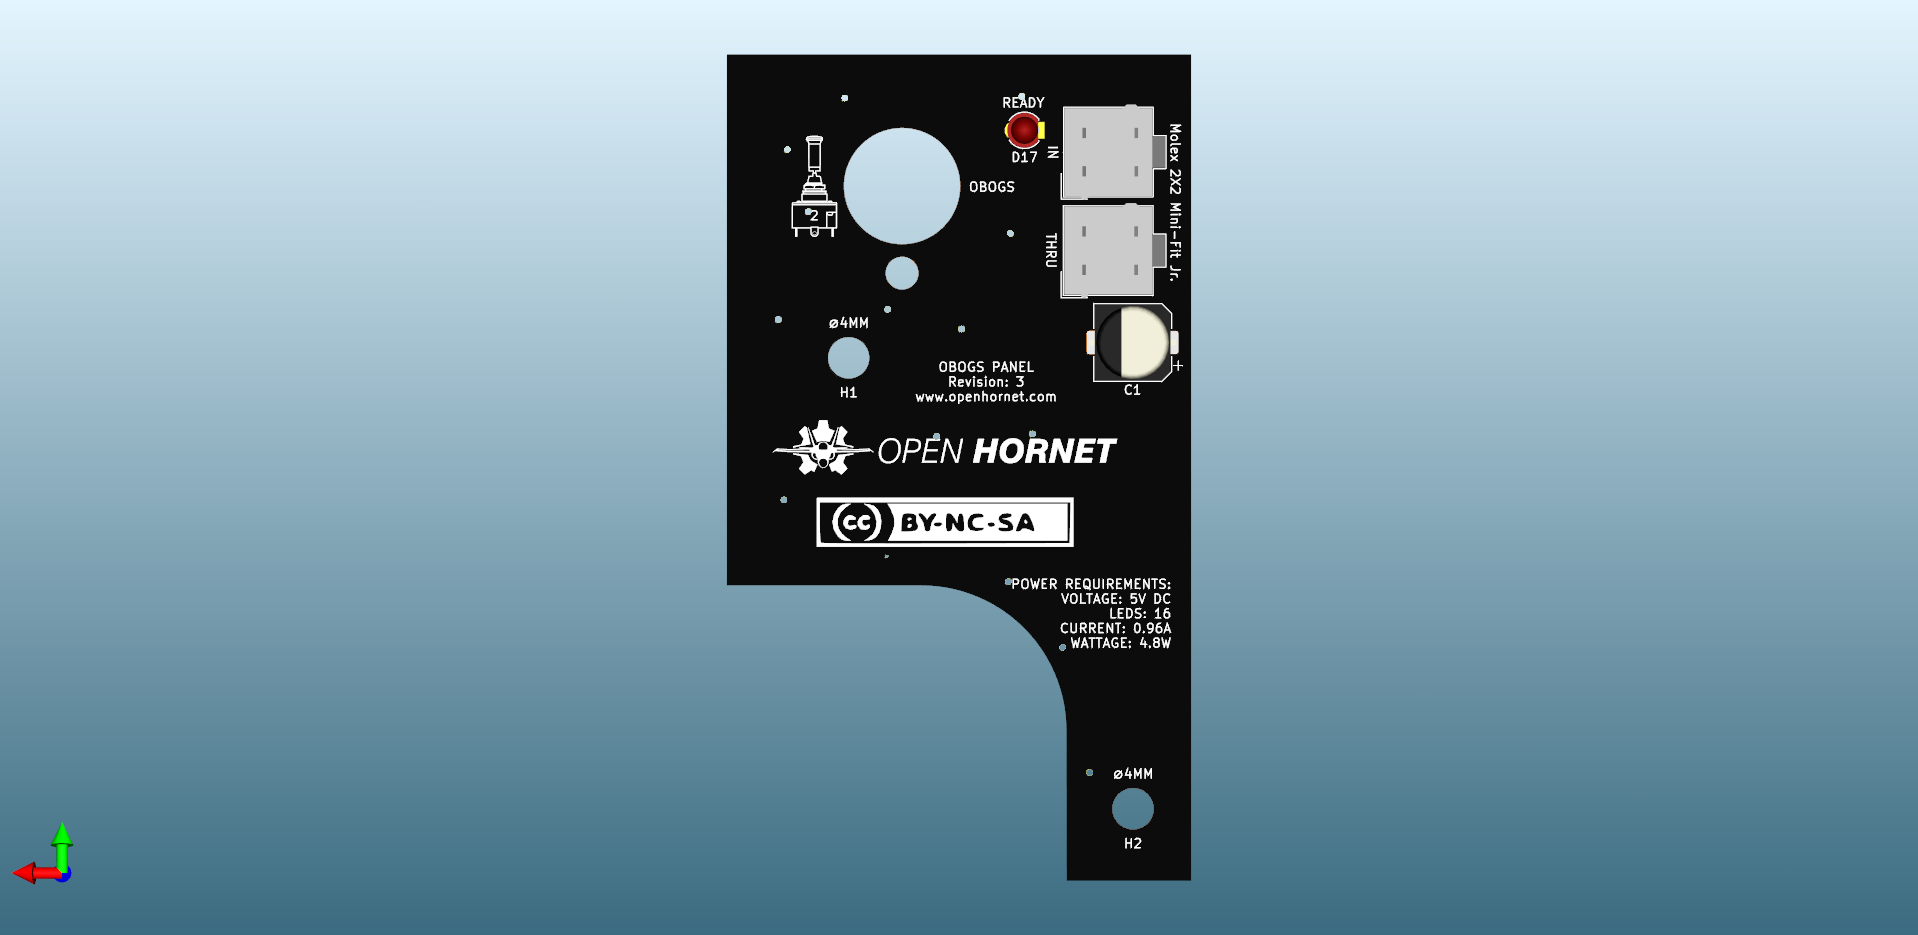 READY
D17
IN
Molex 2X2 Mini-Fit Jr.
OBOGS
2
THRU
⌀4MM
H1
OBOGS PANEL
Revision: 3
www.openhornet.com
+
C1
OPEN HORNET
cc BY-NC-SA
POWER REQUIREMENTS:
VOLTAGE: 5V DC
LEDS: 16
CURRENT: 0.96A
WATTAGE: 4.8W
⌀4MM
H2